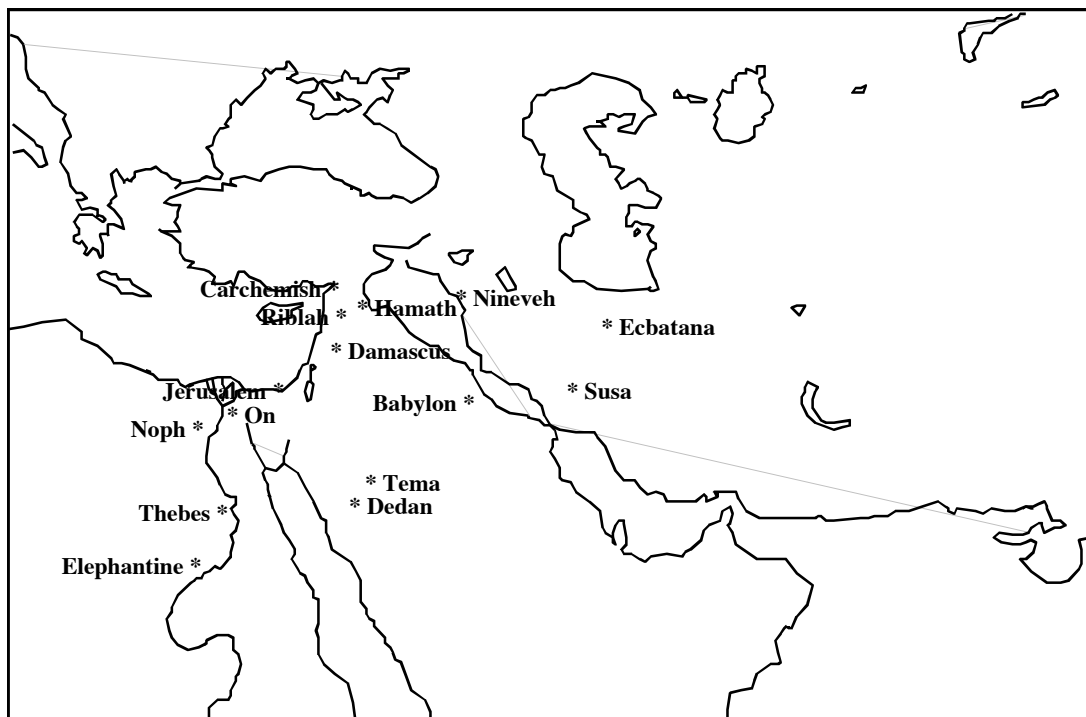 Carchemish *
* Nineveh
* Hamath
Riblah *
* Ecbatana
* Damascus
Jerusalem *
* Susa
Babylon *
* On
Noph *
* Tema
* Dedan
Thebes *
Elephantine *